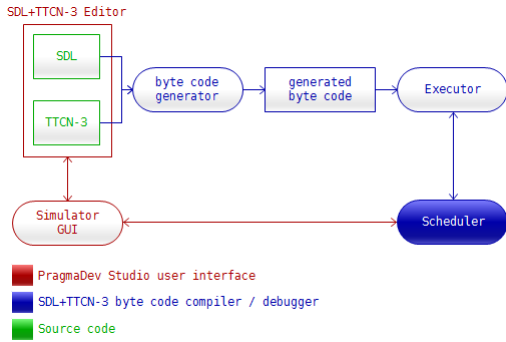 SDL+TTCN-3 Editor
SDL
TTCN-3
byte code
generator
generated
byte code
Executor
Simulator
GUI
Scheduler
PragmaDev Studio user interface
SDL+TTCN-3 byte code compiler / debugger
Source code